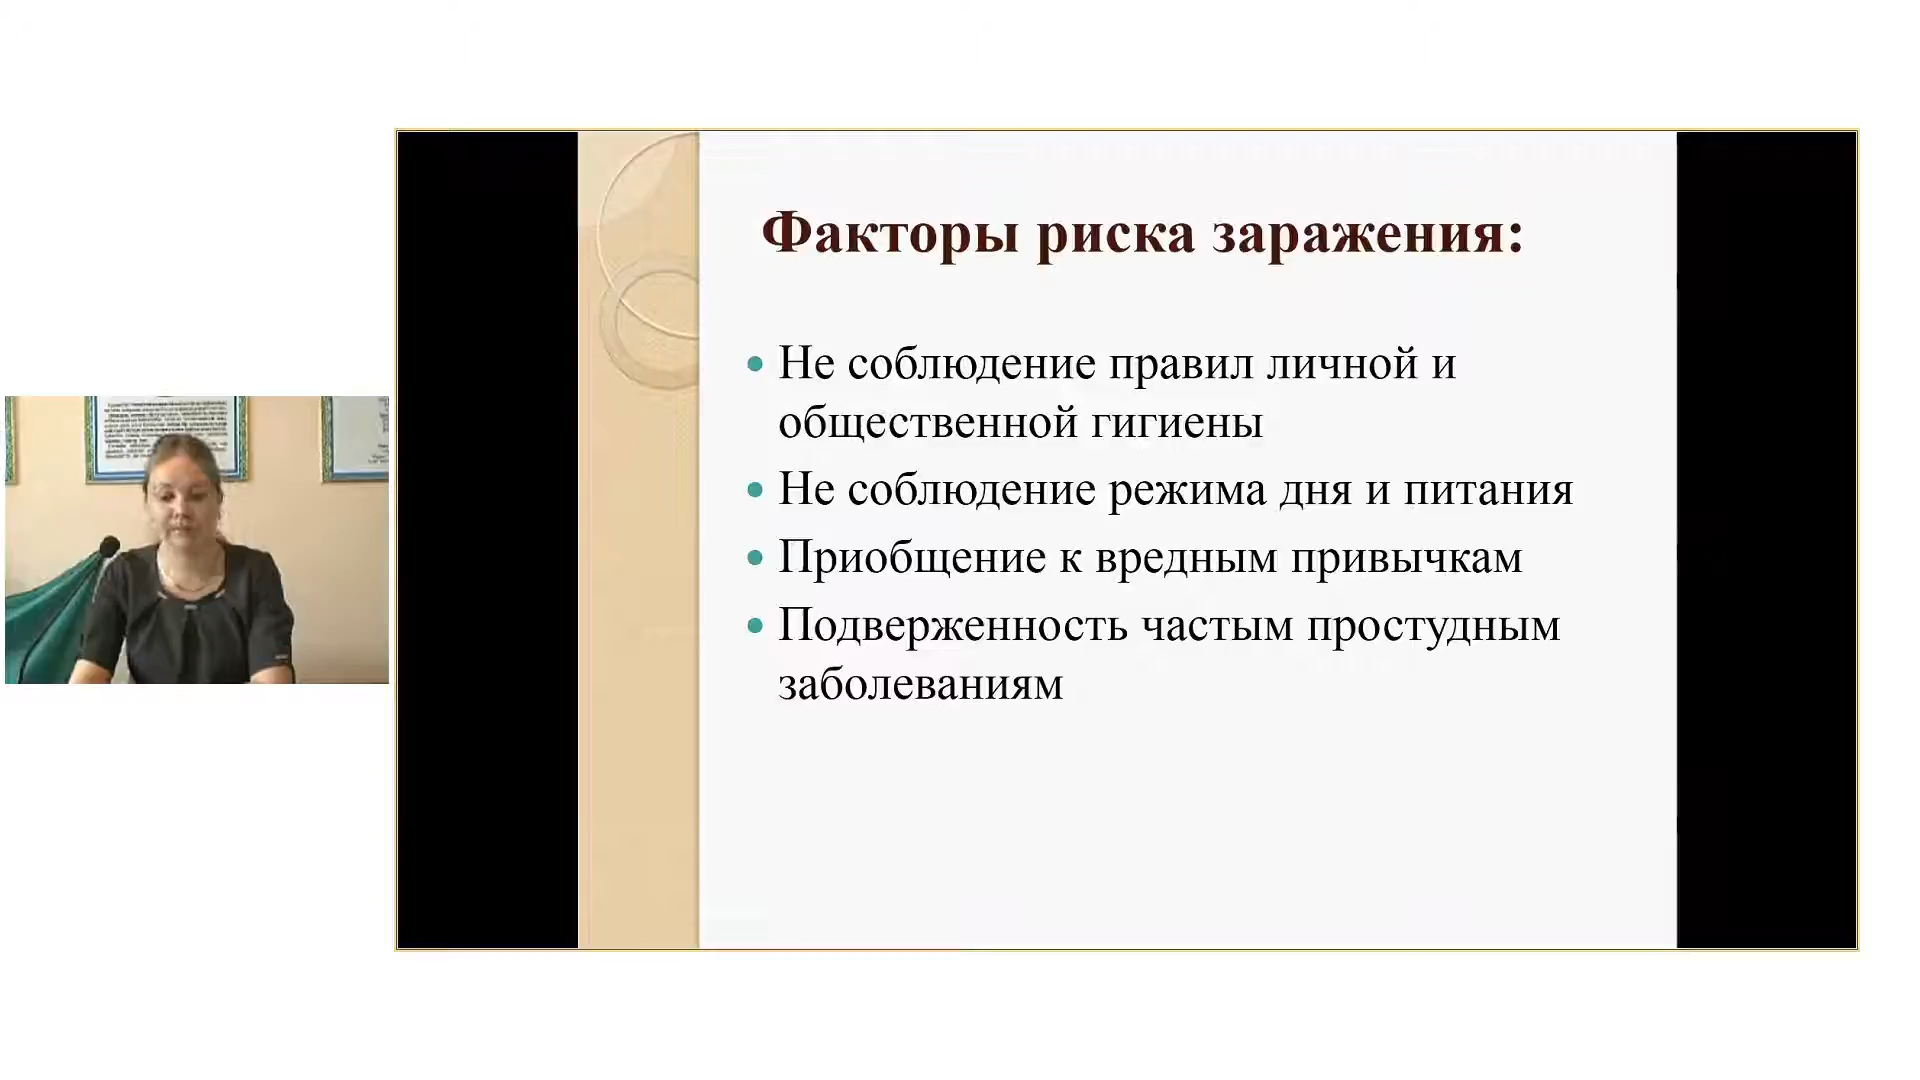 Факторы риска заражения:
• Не соблюдение правил личной и
общественной гигиены
• Не соблюдение режима дня и питания
• Приобщение к вредным привычкам
• Подверженность частым простудным
заболеваниям